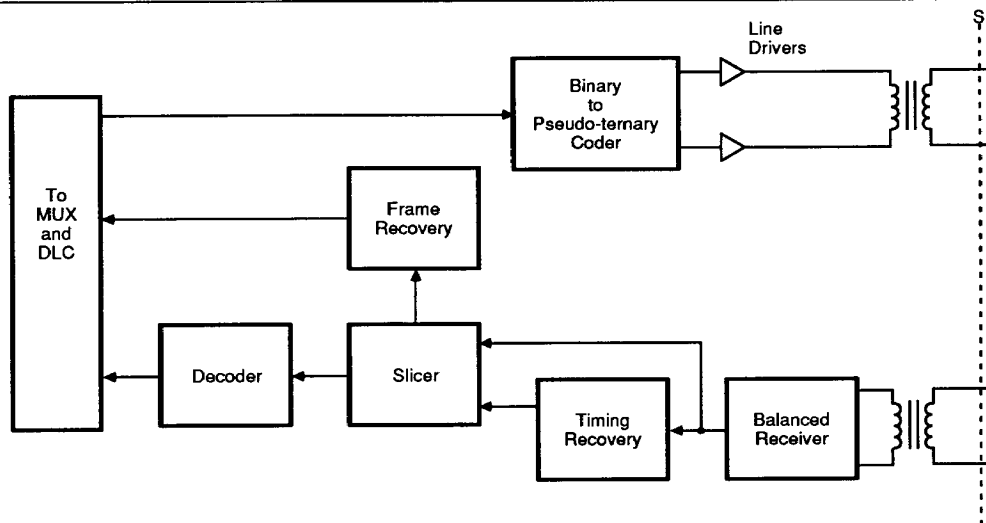 S
Line
Drivers
Binary
to
Pseudo-ternary
Coder
To
MUX
and
DLC
Frame
Recovery
Decoder
Slicer
Timing
Recovery
Balanced
Receiver